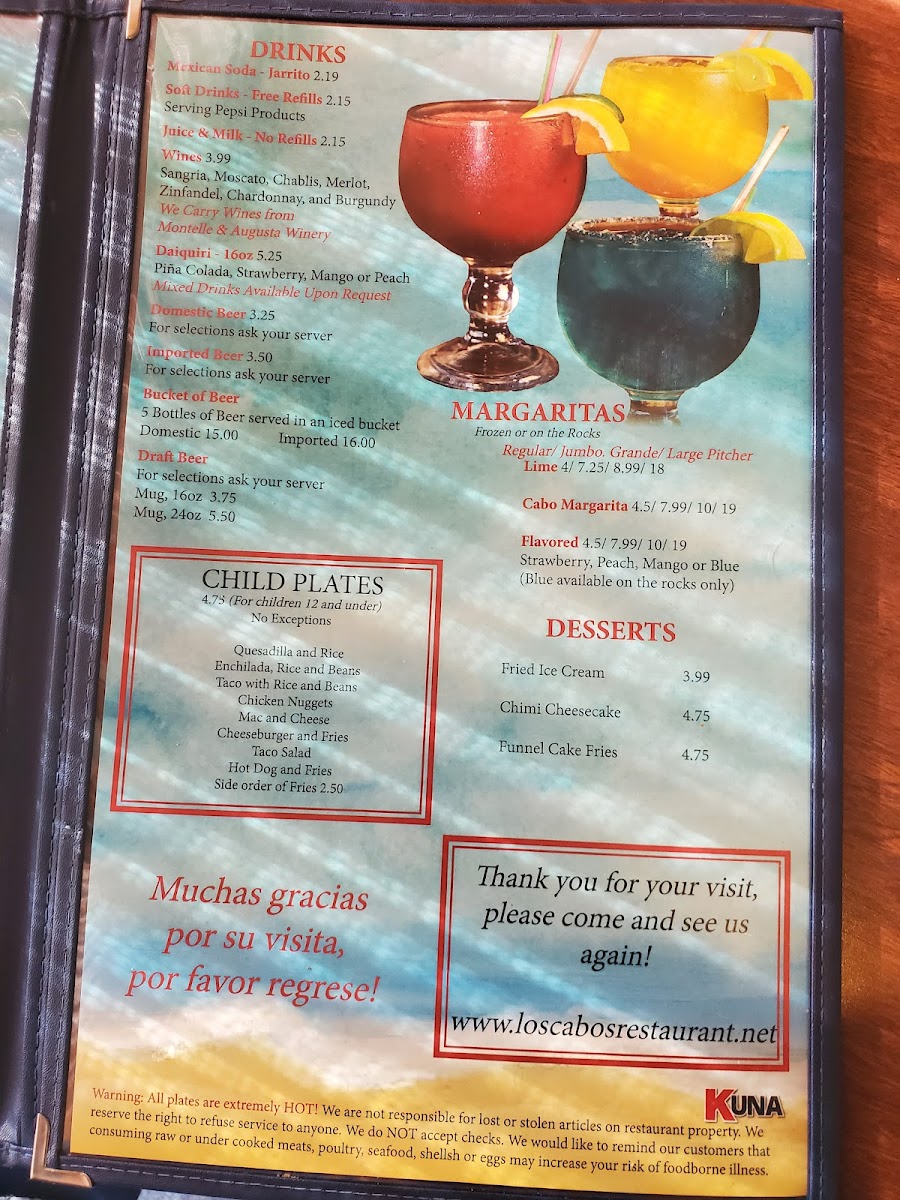 DRINKS
Mexican Soda - Jarrito 2.19
Soft Drinks - Free Refills 2.15
Serving Pepsi Products
Juice & Milk - No Refills 2.15
Wines 3.99
Sangria, Moscato, Chablis, Merlot,
Zinfandel, Chardonnay, and Burgundy
We Carry Wines from
Montelle & Augusta Winery
Daiquiri - 16oz 5.25
Piña Colada, Strawberry, Mango or Peach
Mixed Drinks Available Upon Request
Domestic Beer 3.25
For selections ask your server
Imported Beer 3.50
For selections ask your server
Bucket of Beer
5 Bottles of Beer served in an iced bucket
Domestic 15.00 Imported 16.00
Draft Beer
For selections ask your server
Mug, 16oz 3.75
Mug, 24oz 5.50
MARGARITAS
Frozen or on the Rocks
Regular/ Jumbo. Grande/ Large Pitcher
Lime 4/ 7.25/ 8.99/ 18
Cabo Margarita 4.5/ 7.99/ 10/ 19
Flavored 4.5/ 7.99/ 10/ 19
Strawberry, Peach, Mango or Blue
(Blue available on the rocks only)
CHILD PLATES
4.75 (For children 12 and under)
No Exceptions
Quesadilla and Rice
Enchilada, Rice and Beans
Taco with Rice and Beans
Chicken Nuggets
Mac and Cheese
Cheeseburger and Fries
Taco Salad
Hot Dog and Fries
Side order of Fries 2.50
DESSERTS
Fried Ice Cream 3.99
Chimi Cheesecake 4.75
Funnel Cake Fries 4.75
Muchas gracias
por su visita,
por favor regrese!
Thank you for your visit,
please come and see us
again!
www.loscabosrestaurant.net
KUNA
Warning: All plates are extremely HOT! We are not responsible for lost or stolen articles on restaurant property. We
reserve the right to refuse service to anyone. We do NOT accept checks. We would like to remind our customers that
consuming raw or under cooked meats, poultry, seafood, shellsh or eggs may increase your risk of foodborne illness.